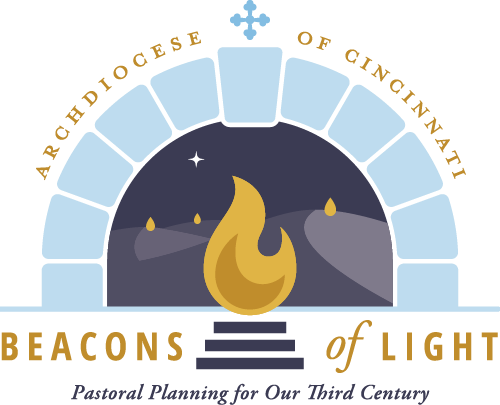 ARCHDIOCESE OF CINCINNATI
BEACONS of LIGHT
Pastoral Planning for Our Third Century